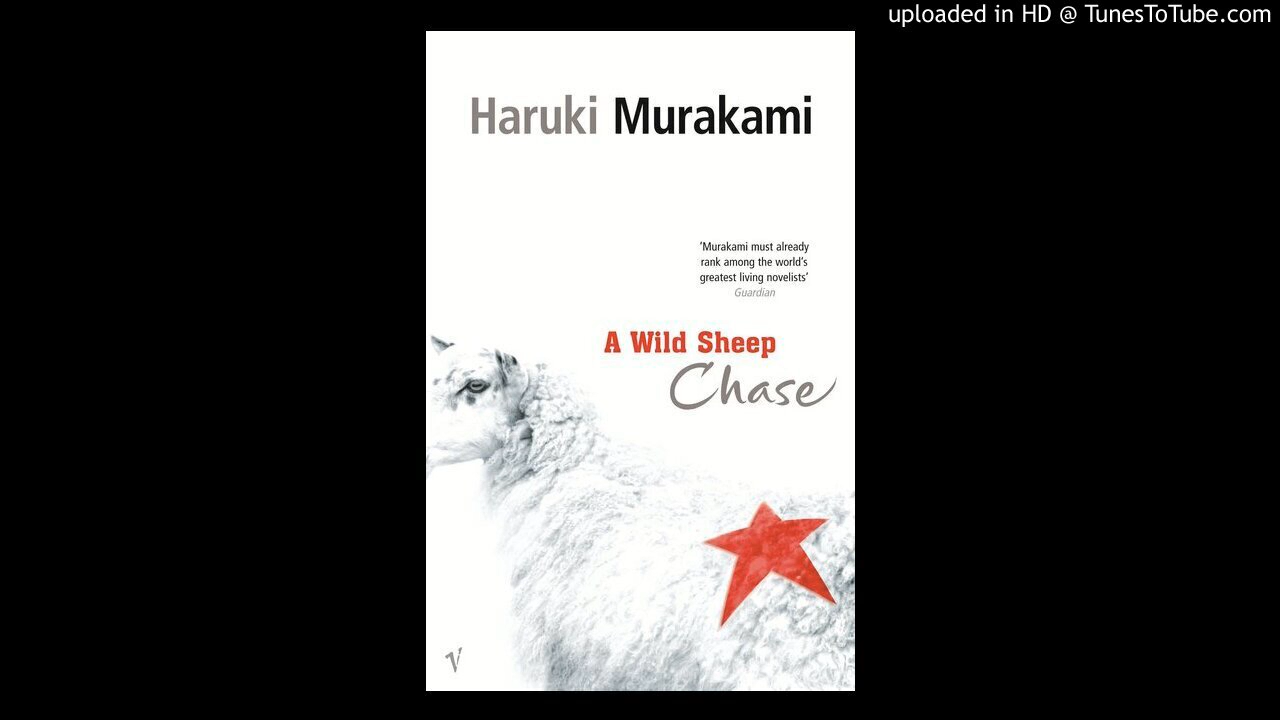 uploaded in HD @ TunesToTube.com
Haruki Murakami
‘Murakami must already
rank among the world’s
greatest living novelists’
Guardian
A Wild Sheep
Chase
V